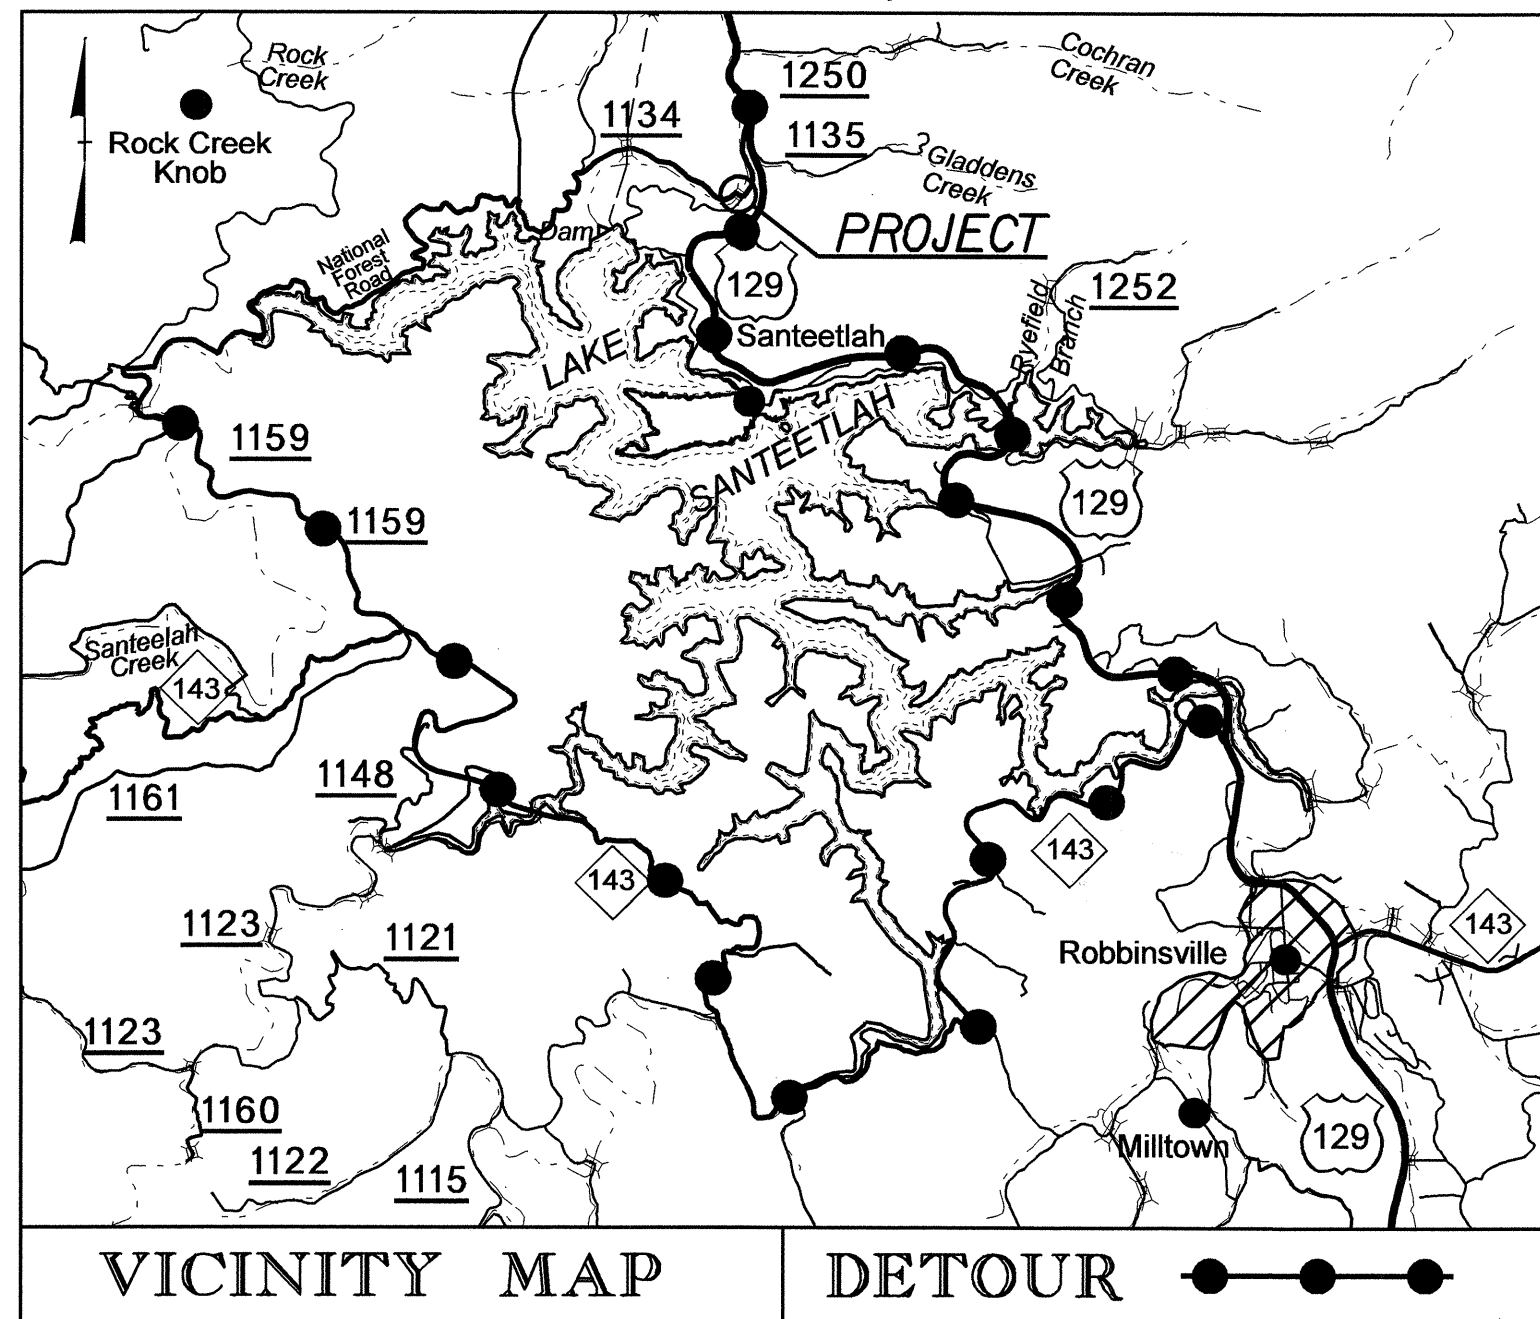 Rock
Creek
Cochran
Creek
1250
1134
1135
Rock Creek
Knob
Gladdens
Creek
PROJECT
Dam
National
Forest
Road
129
1252
Ryefield
Branch
Santeetlah
LAKE
SANTEETLAH
1159
129
1159
Santeelah
Creek
143
1148
1161
143
143
1123
1121
143
Robbinsville
1123
1160
1122
1115
129
Milltown
VICINITY MAP
DETOUR